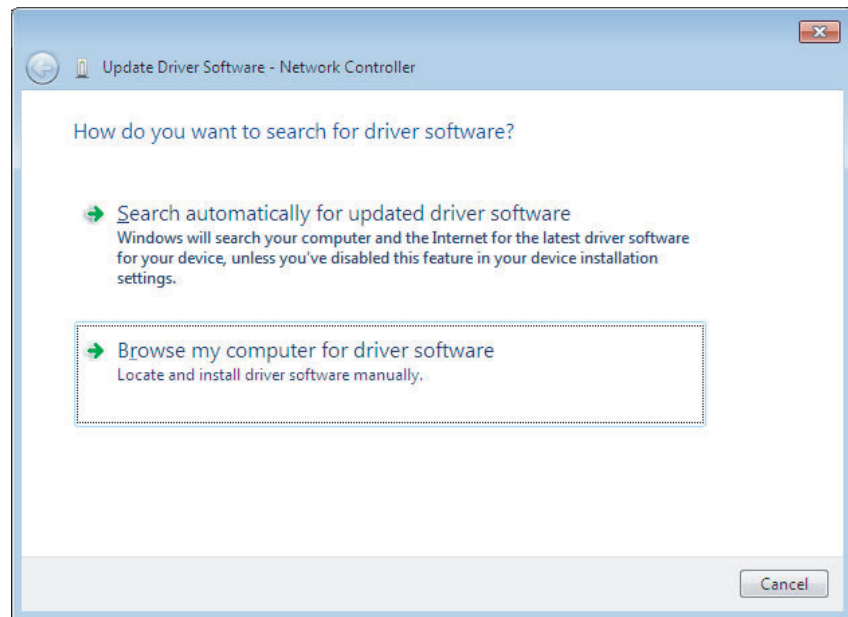 Update Driver Software - Network Controller
How do you want to search for driver software?
Search automatically for updated driver software
Windows will search your computer and the Internet for the latest driver software
for your device, unless you've disabled this feature in your device installation
settings.
Browse my computer for driver software
Locate and install driver software manually.
Cancel